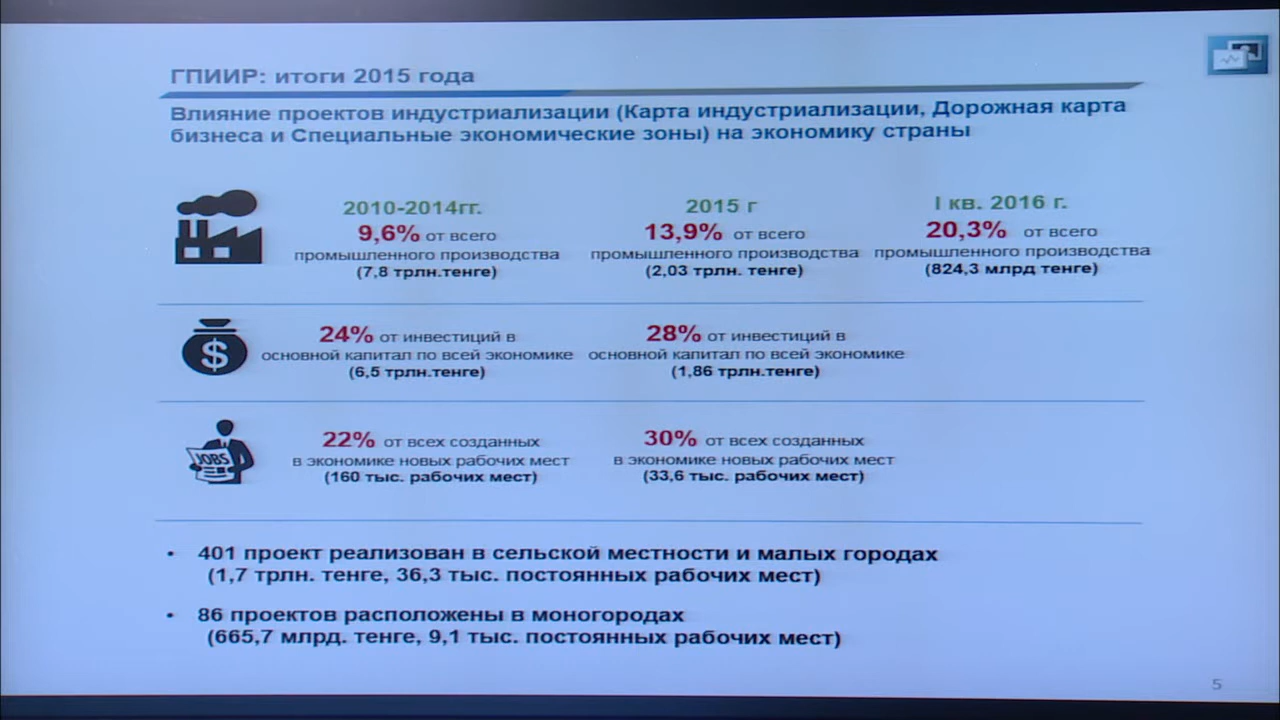 ГПИИР: итоги 2015 года
Влияние проектов индустриализации (Карта индустриализации, Дорожная карта
бизнеса и Специальные экономические зоны) на экономику страны
2010-2014гг.
9,6% от всего
промышленного производства
(7,8 трлн.тенге)
2015 г
13,9% от всего
промышленного производства
(2,03 трлн. тенге)
I кв. 2016 г.
20,3% от всего
промышленного производства
(824,3 млрд тенге)
$
24% от инвестиций в
основной капитал по всей экономике
(6,5 трлн.тенге)
28% от инвестиций в
основной капитал по всей экономике
(1,86 трлн.тенге)
JOBS
22% от всех созданных
в экономике новых рабочих мест
(160 тыс. рабочих мест)
30% от всех созданных
в экономике новых рабочих мест
(33,6 тыс. рабочих мест)
• 401 проект реализован в сельской местности и малых городах
(1,7 трлн. тенге, 36,3 тыс. постоянных рабочих мест)
• 86 проектов расположены в моногородах
(665,7 млрд. тенге, 9,1 тыс. постоянных рабочих мест)
5